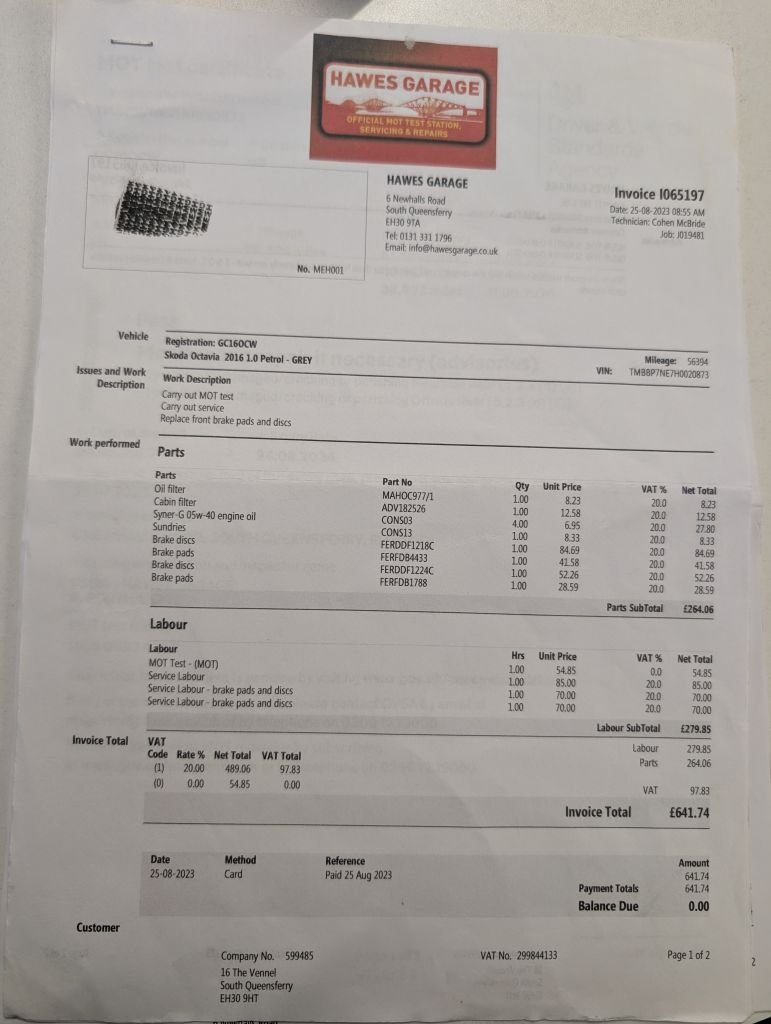 HAWES GARAGE
OFFICIAL MOT TEST STATION,
SERVICING & REPAIRS
HAWES GARAGE
6 Newhalls Road
South Queensferry
EH30 9TA
Tel: 0131 331 1796
Email: info@hawesgarage.co.uk
Invoice I065197
Date: 25-08-2023 08:55 AM
Technician: Cohen McBride
Job: J019481
No. MEH001
Vehicle
Registration: GC16OCW
Skoda Octavia 2016 1.0 Petrol - GREY
Mileage: 56394
VIN: TMBBP7NE7H0020873
Issues and Work
Description
Work Description
Carry out MOT test
Carry out service
Replace front brake pads and discs
Work performed
Parts
Parts Part No Qty Unit Price VAT % Net Total
Oil filter MAHOC977/1 1.00 8.23 20.0 8.23
Cabin filter ADV182526 1.00 12.58 20.0 12.58
Syner-G 05w-40 engine oil CONS03 4.00 6.95 20.0 27.80
Sundries CONS13 1.00 8.33 20.0 8.33
Brake discs FERDDF1218C 1.00 84.69 20.0 84.69
Brake pads FERFDB4433 1.00 41.58 20.0 41.58
Brake discs FERDDF1224C 1.00 52.26 20.0 52.26
Brake pads FERFDB1788 1.00 28.59 20.0 28.59
Parts SubTotal £264.06
Labour
Labour Hrs Unit Price VAT % Net Total
MOT Test - (MOT) 1.00 54.85 0.0 54.85
Service Labour 1.00 85.00 20.0 85.00
Service Labour - brake pads and discs 1.00 70.00 20.0 70.00
Service Labour - brake pads and discs 1.00 70.00 20.0 70.00
Labour SubTotal £279.85
Invoice Total
VAT
Code Rate % Net Total VAT Total
(1) 20.00 489.06 97.83
(0) 0.00 54.85 0.00
Labour 279.85
Parts 264.06
VAT 97.83
Invoice Total £641.74
Date Method Reference Amount
25-08-2023 Card Paid 25 Aug 2023 641.74
Payment Totals 641.74
Balance Due 0.00
Customer
Company No. 599485 VAT No. 299844133 Page 1 of 2
16 The Vennel
South Queensferry
EH30 9HT
2